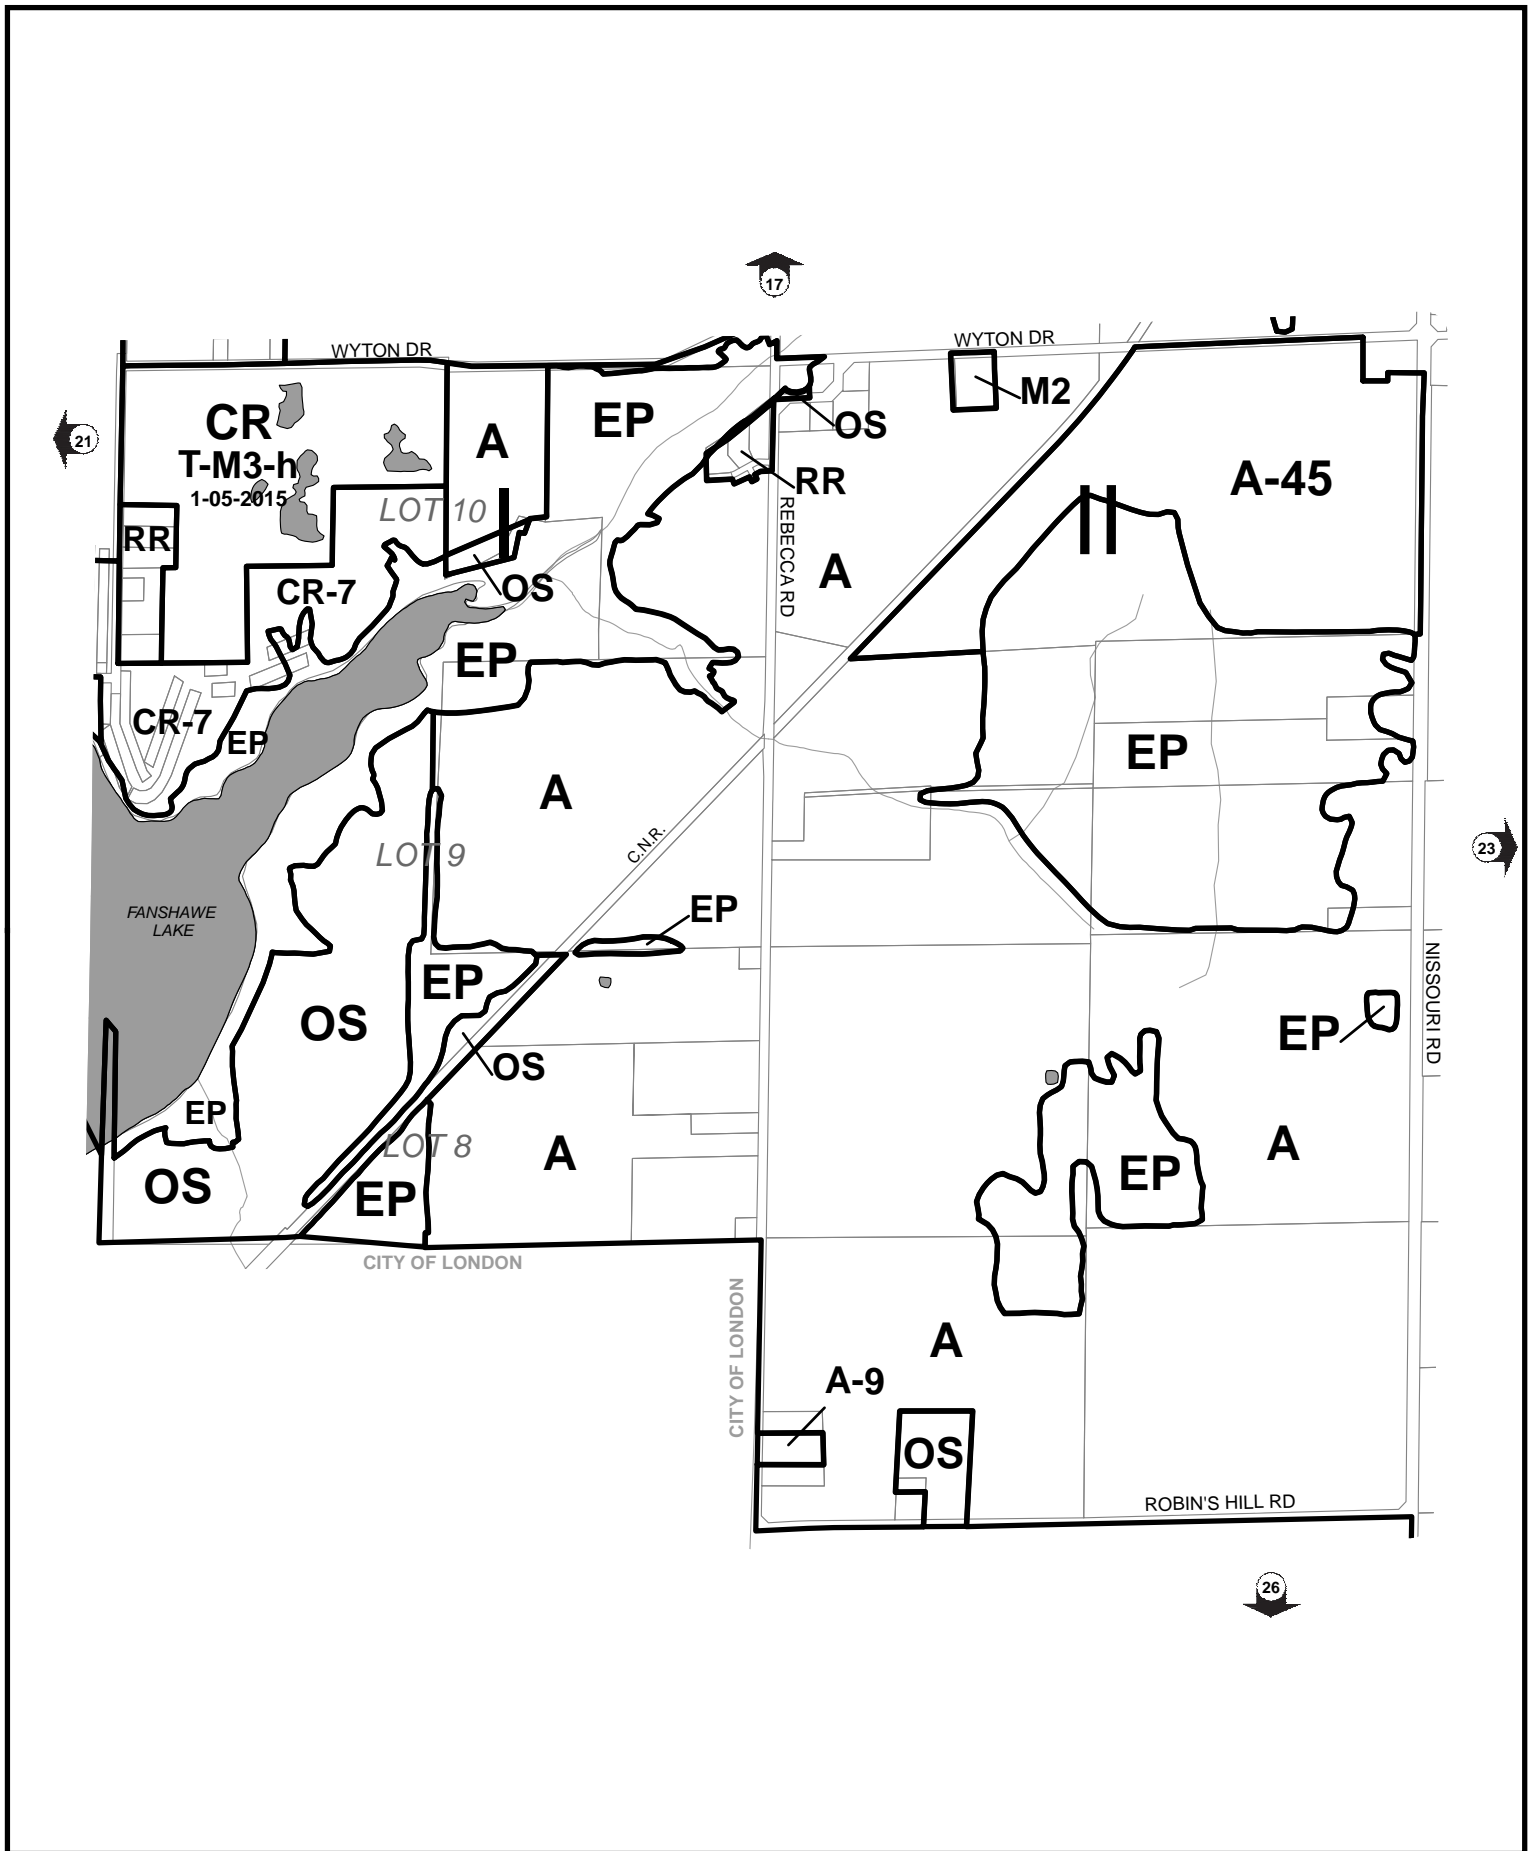 17
WYTON DR
WYTON DR
M2
CR
T-M3-h
1-05-2015
A
EP
OS
21
RR
A-45
LOT 10
I
II
REBECCA RD
RR
A
CR-7
OS
EP
CR-7
EP
EP
A
C.N.R.
LOT 9
23
FANSHAWE
LAKE
EP
NISSOURI RD
EP
OS
EP
OS
EP
LOT 8
A
A
EP
OS
EP
CITY OF LONDON
CITY OF LONDON
A
A-9
OS
ROBIN'S HILL RD
26